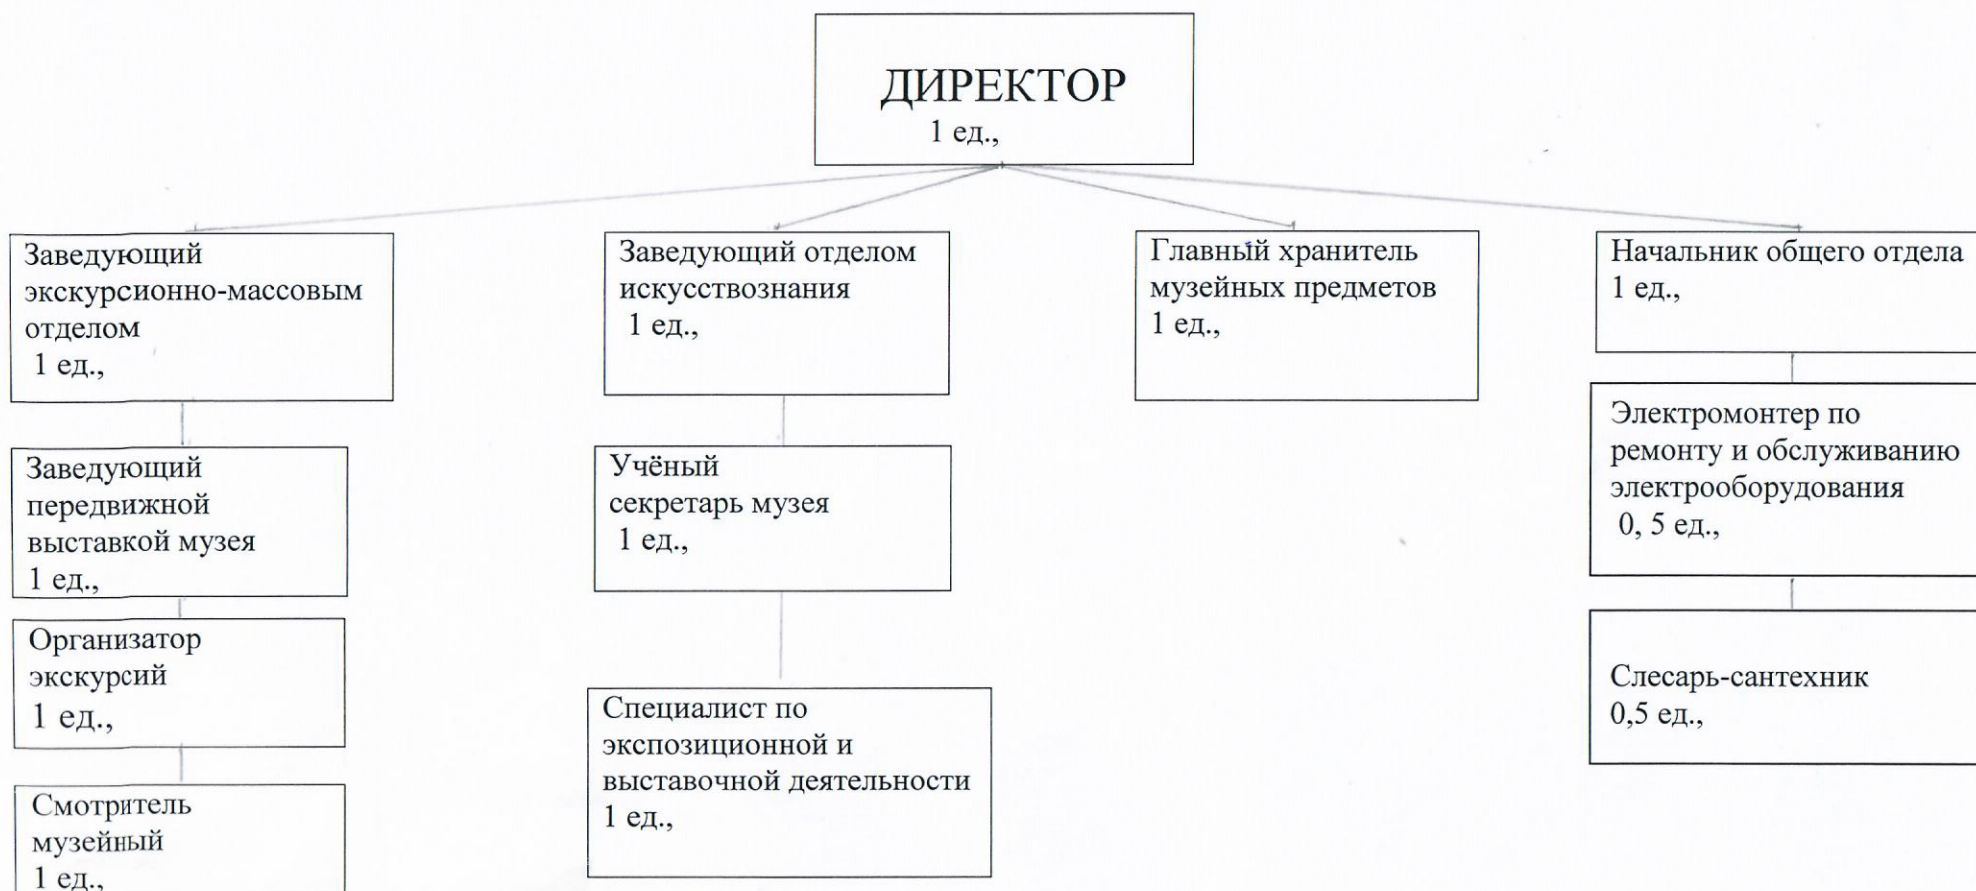 ДИРЕКТОР
1 ед.,
Заведующий
экскурсионно-массовым
отделом
1 ед.,
Заведующий
передвижной
выставкой музея
1 ед.,
Организатор
экскурсий
1 ед.,
Смотритель
музейный
1 ед.,
Заведующий отделом
искусствознания
1 ед.,
Учёный
секретарь музея
1 ед.,
Специалист по
экспозиционной и
выставочной деятельности
1 ед.,
Главный хранитель
музейных предметов
1 ед.,
Начальник общего отдела
1 ед.,
Электромонтер по
ремонту и обслуживанию
электрооборудования
0, 5 ед.,
Слесарь-сантехник
0,5 ед.,